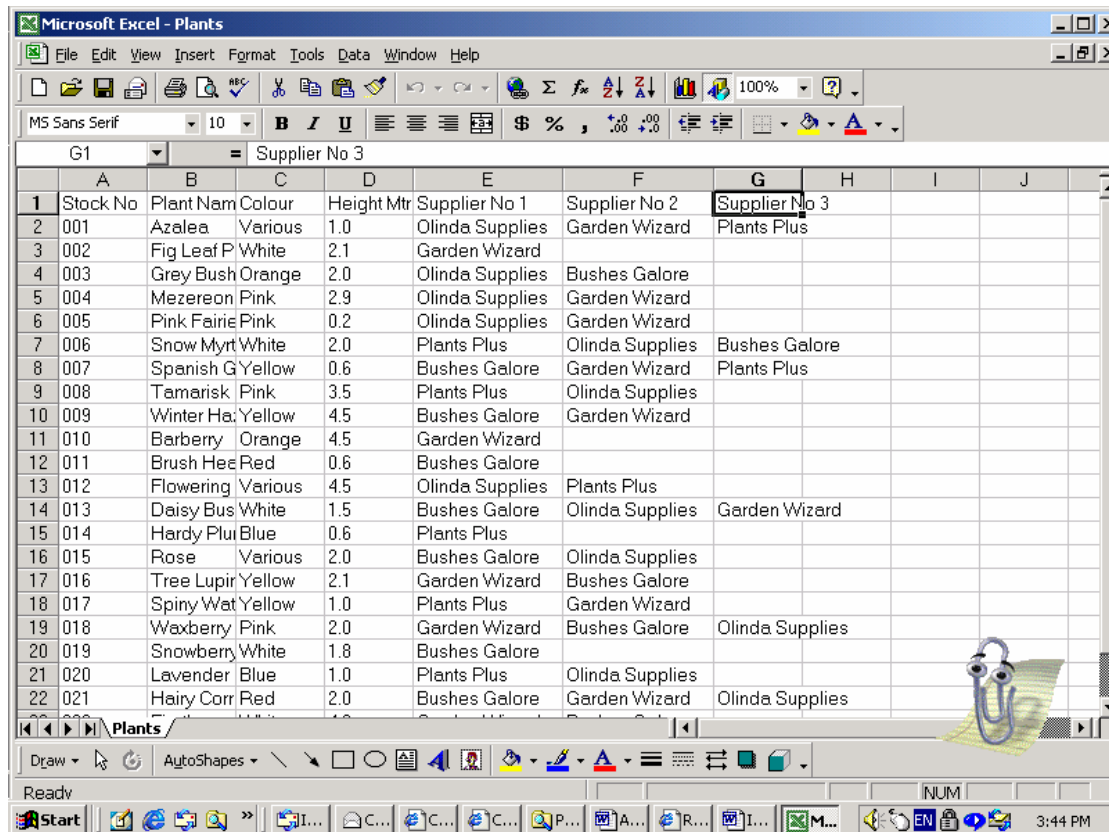 Microsoft Excel - Plants
File Edit View Insert Format Tools Data Window Help
100%
MS Sans Serif 10 B I U $ % ,
G1 = Supplier No 3
A B C D E F G H I J
1 Stock No Plant Nam Colour Height Mtr Supplier No 1 Supplier No 2 Supplier No 3
2 001 Azalea Various 1.0 Olinda Supplies Garden Wizard Plants Plus
3 002 Fig Leaf P White 2.1 Garden Wizard
4 003 Grey Bush Orange 2.0 Olinda Supplies Bushes Galore
5 004 Mezereon Pink 2.9 Olinda Supplies Garden Wizard
6 005 Pink Fairie Pink 0.2 Olinda Supplies Garden Wizard
7 006 Snow Myrt White 2.0 Plants Plus Olinda Supplies Bushes Galore
8 007 Spanish G Yellow 0.6 Bushes Galore Garden Wizard Plants Plus
9 008 Tamarisk Pink 3.5 Plants Plus Olinda Supplies
10 009 Winter Ha Yellow 4.5 Bushes Galore Garden Wizard
11 010 Barberry Orange 4.5 Garden Wizard
12 011 Brush Hea Red 0.6 Bushes Galore
13 012 Flowering Various 4.5 Olinda Supplies Plants Plus
14 013 Daisy Bus White 1.5 Bushes Galore Olinda Supplies Garden Wizard
15 014 Hardy Plu Blue 0.6 Plants Plus
16 015 Rose Various 2.0 Bushes Galore Olinda Supplies
17 016 Tree Lupin Yellow 2.1 Garden Wizard Bushes Galore
18 017 Spiny Wat Yellow 1.0 Plants Plus Garden Wizard
19 018 Waxberry Pink 2.0 Garden Wizard Bushes Galore Olinda Supplies
20 019 Snowberry White 1.8 Bushes Galore
21 020 Lavender Blue 1.0 Plants Plus Olinda Supplies
22 021 Hairy Corr Red 2.0 Bushes Galore Garden Wizard Olinda Supplies
Plants
Draw AutoShapes
Ready NUM
Start I... C... C... C... P... A... R... I... M... EN 3:44 PM